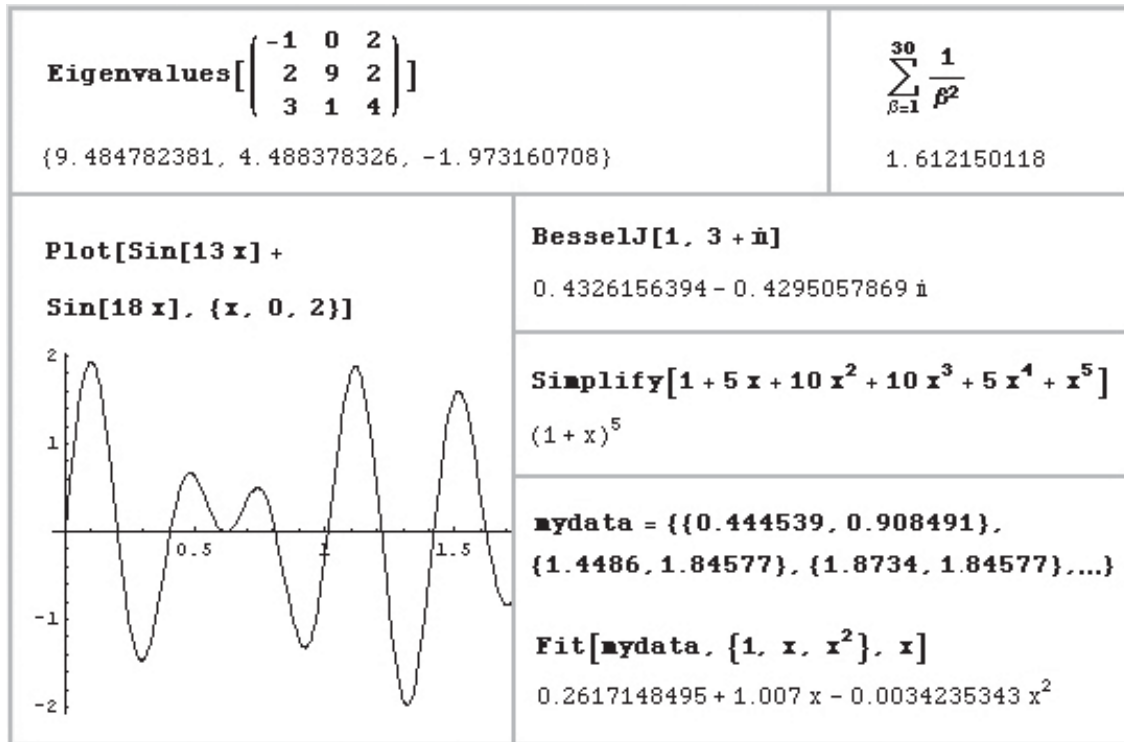 Eigenvalues[(-1 0 2
2 9 2
3 1 4)]
{9.484782381, 4.488378326, -1.973160708}
30
∑ 1/β²
β=1
1.612150118
Plot[Sin[13 x] +
Sin[18 x], {x, 0, 2}]
2
1
0.5 1 1.5
-1
-2
BesselJ[1, 3 + ⅈ]
0.4326156394 - 0.4295057869 ⅈ
Simplify[1 + 5 x + 10 x² + 10 x³ + 5 x⁴ + x⁵]
(1 + x)⁵
mydata = {{0.444539, 0.908491},
{1.4486, 1.84577}, {1.8734, 1.84577},...}
Fit[mydata, {1, x, x²}, x]
0.2617148495 + 1.007 x - 0.0034235343 x²